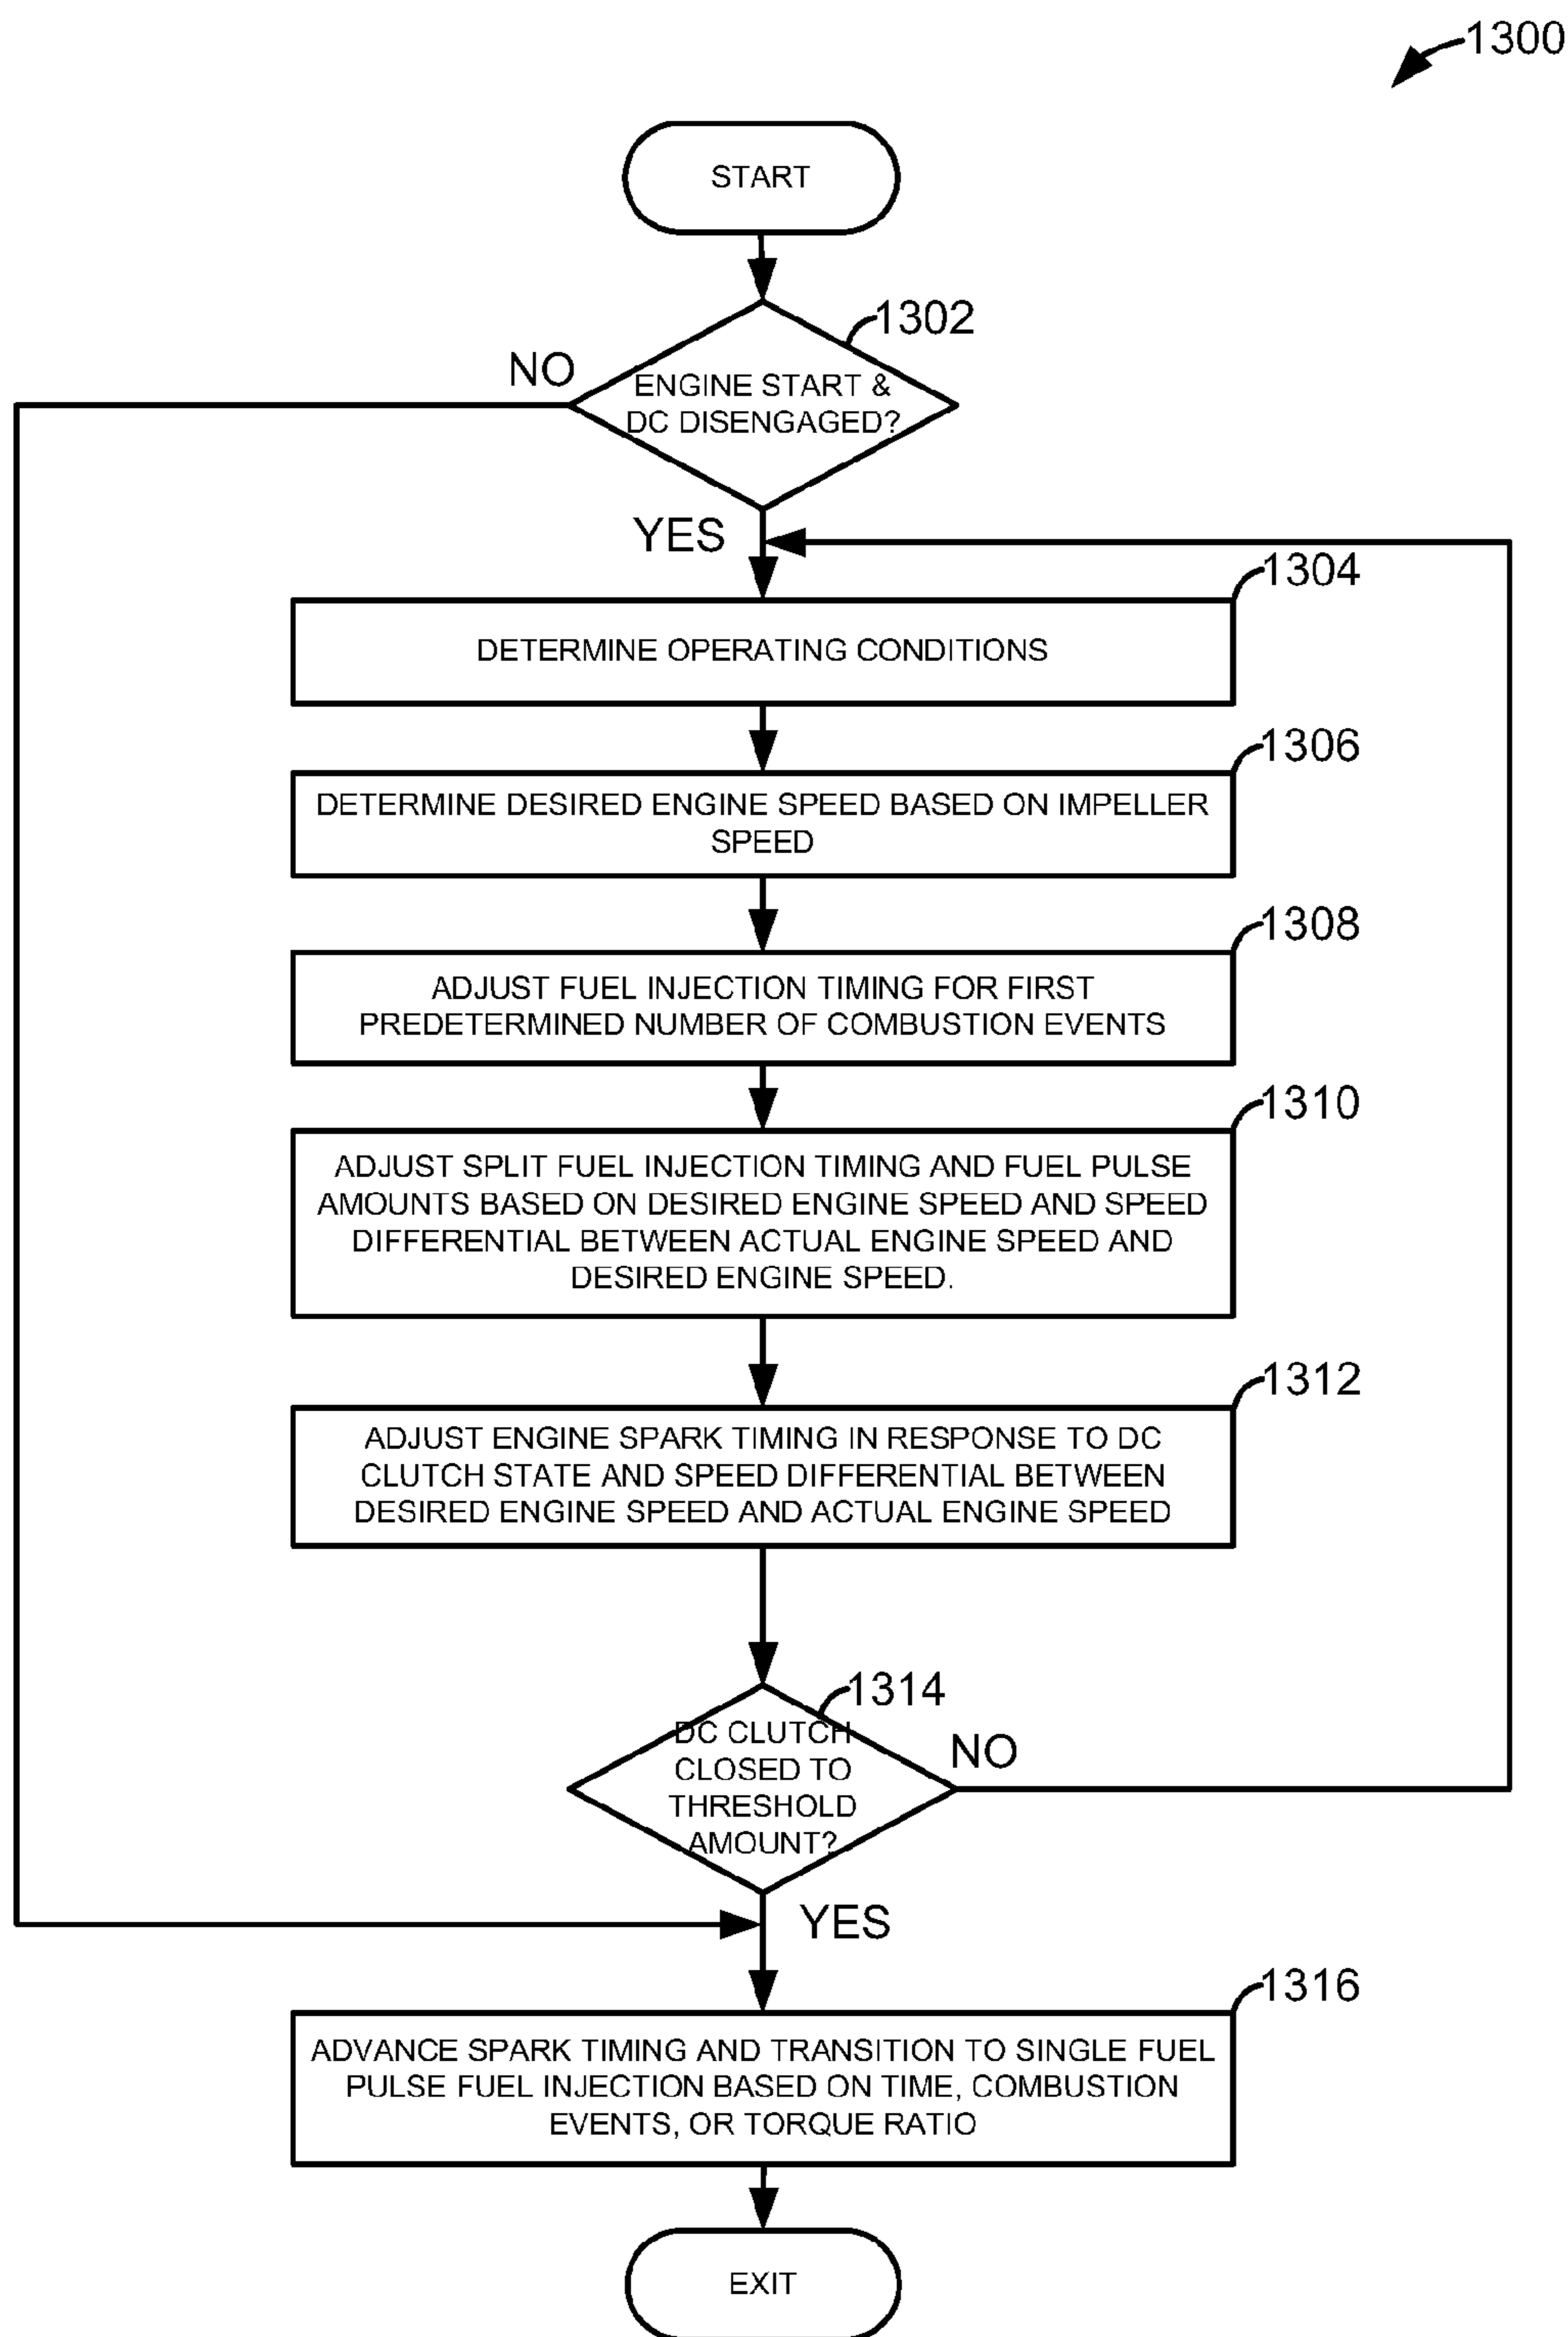 1300
START
1302
NO
ENGINE START &
DC DISENGAGED?
YES
1304
DETERMINE OPERATING CONDITIONS
1306
DETERMINE DESIRED ENGINE SPEED BASED ON IMPELLER
SPEED
1308
ADJUST FUEL INJECTION TIMING FOR FIRST
PREDETERMINED NUMBER OF COMBUSTION EVENTS
1310
ADJUST SPLIT FUEL INJECTION TIMING AND FUEL PULSE
AMOUNTS BASED ON DESIRED ENGINE SPEED AND SPEED
DIFFERENTIAL BETWEEN ACTUAL ENGINE SPEED AND
DESIRED ENGINE SPEED.
1312
ADJUST ENGINE SPARK TIMING IN RESPONSE TO DC
CLUTCH STATE AND SPEED DIFFERENTIAL BETWEEN
DESIRED ENGINE SPEED AND ACTUAL ENGINE SPEED
1314
DC CLUTCH
CLOSED TO
THRESHOLD
AMOUNT?
NO
YES
1316
ADVANCE SPARK TIMING AND TRANSITION TO SINGLE FUEL
PULSE FUEL INJECTION BASED ON TIME, COMBUSTION
EVENTS, OR TORQUE RATIO
EXIT